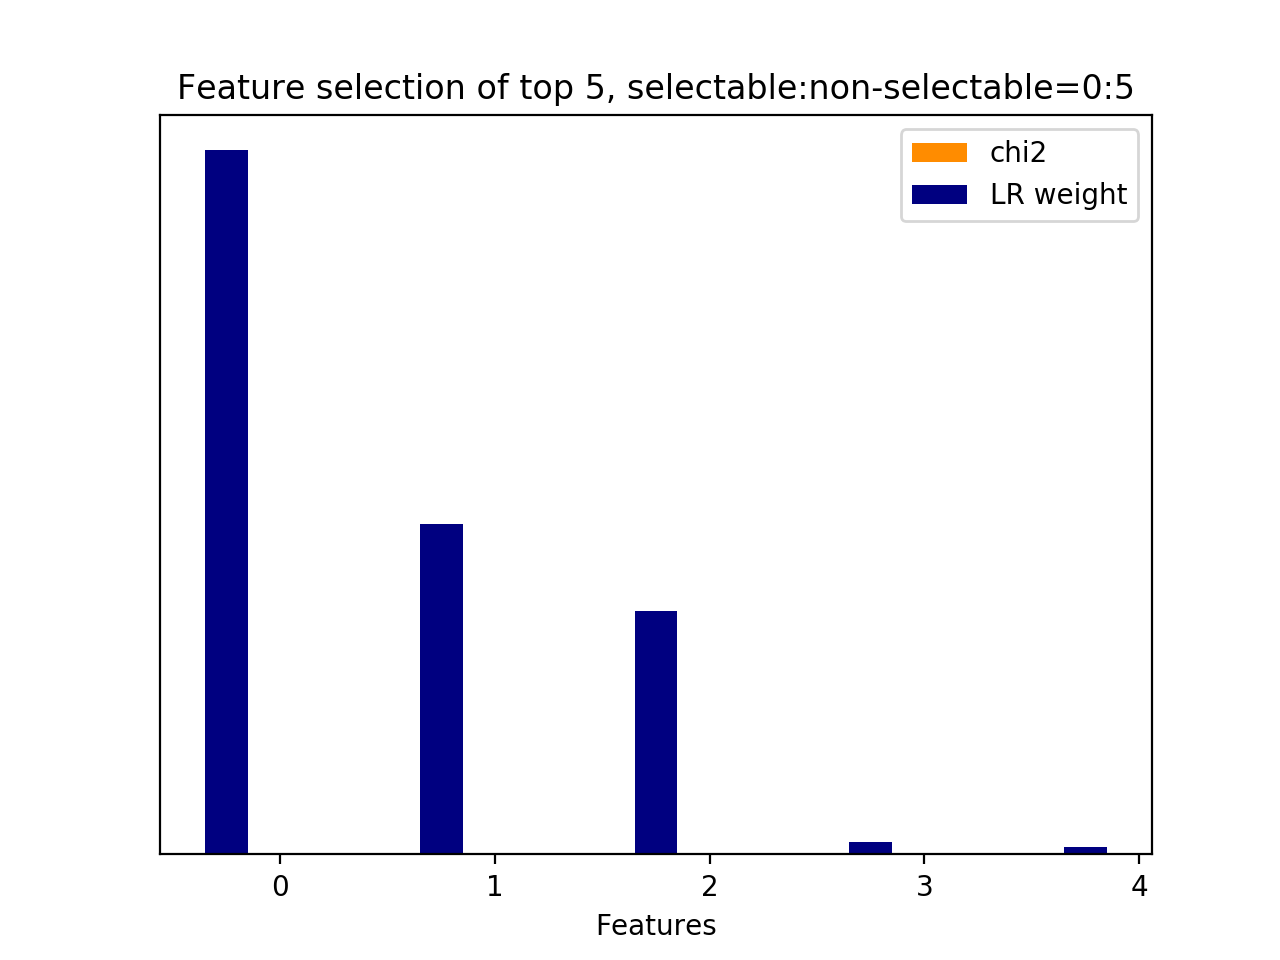 Feature selection of top 5, selectable:non-selectable=0:5
chi2
LR weight
0 1 2 3 4
Features